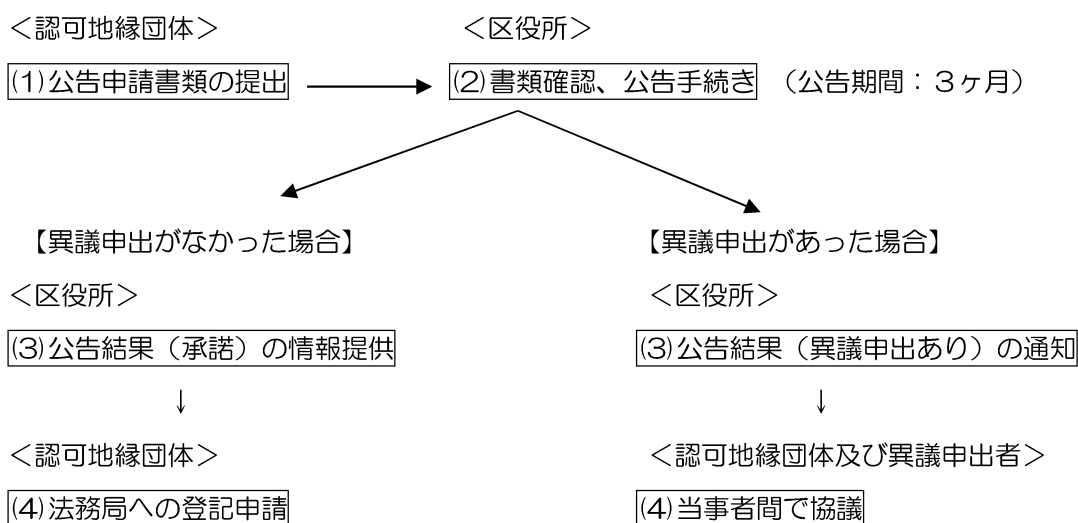 ＜認可地縁団体＞
＜区役所＞
(1)公告申請書類の提出
(2)書類確認、公告手続き （公告期間：３ヶ月）
【異議申出がなかった場合】
【異議申出があった場合】
＜区役所＞
＜区役所＞
(3)公告結果（承諾）の情報提供
(3)公告結果（異議申出あり）の通知
↓
↓
＜認可地縁団体＞
＜認可地縁団体及び異議申出者＞
(4)法務局への登記申請
(4)当事者間で協議